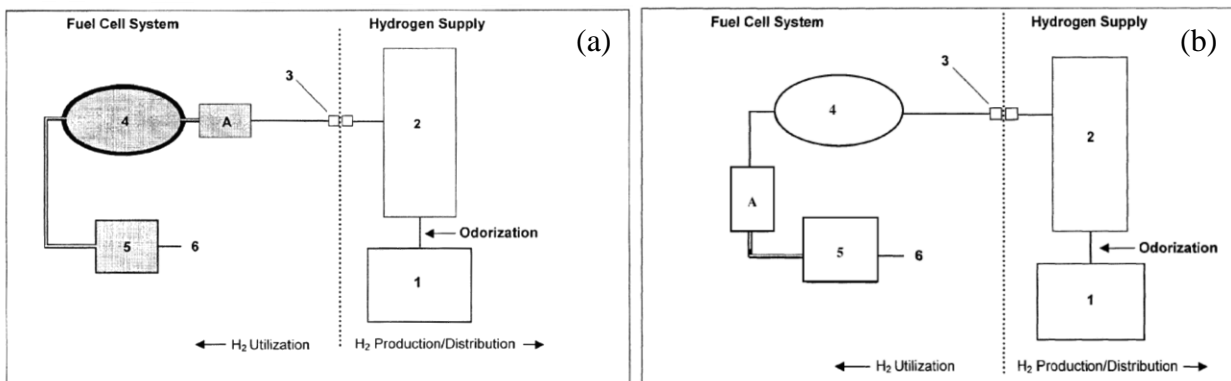 Fuel Cell System
Hydrogen Supply
(a)
3
4
A
2
Odorization
5
6
1
← H₂ Utilization
H₂ Production/Distribution →
Fuel Cell System
Hydrogen Supply
(b)
3
4
2
A
Odorization
5
6
1
← H₂ Utilization
H₂ Production/Distribution →